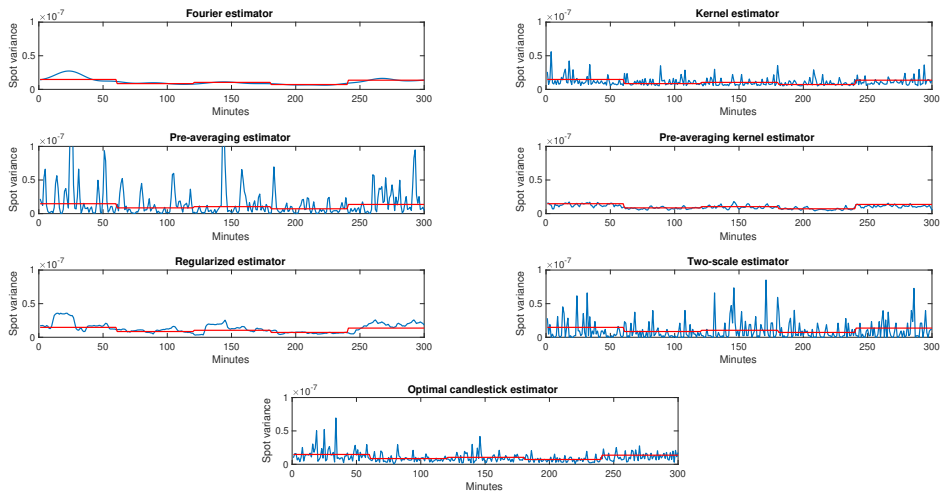 Fourier estimator
×10⁻⁷
Spot variance
1
0.5
0
0 50 100 150 200 250 300
Minutes
Kernel estimator
×10⁻⁷
Spot variance
1
0.5
0
0 50 100 150 200 250 300
Minutes
Pre-averaging estimator
×10⁻⁷
Spot variance
1
0.5
0
0 50 100 150 200 250 300
Minutes
Pre-averaging kernel estimator
×10⁻⁷
Spot variance
1
0.5
0
0 50 100 150 200 250 300
Minutes
Regularized estimator
×10⁻⁷
Spot variance
1
0.5
0
0 50 100 150 200 250 300
Minutes
Two-scale estimator
×10⁻⁷
Spot variance
1
0.5
0
0 50 100 150 200 250 300
Minutes
Optimal candlestick estimator
×10⁻⁷
Spot variance
1
0.5
0
0 50 100 150 200 250 300
Minutes